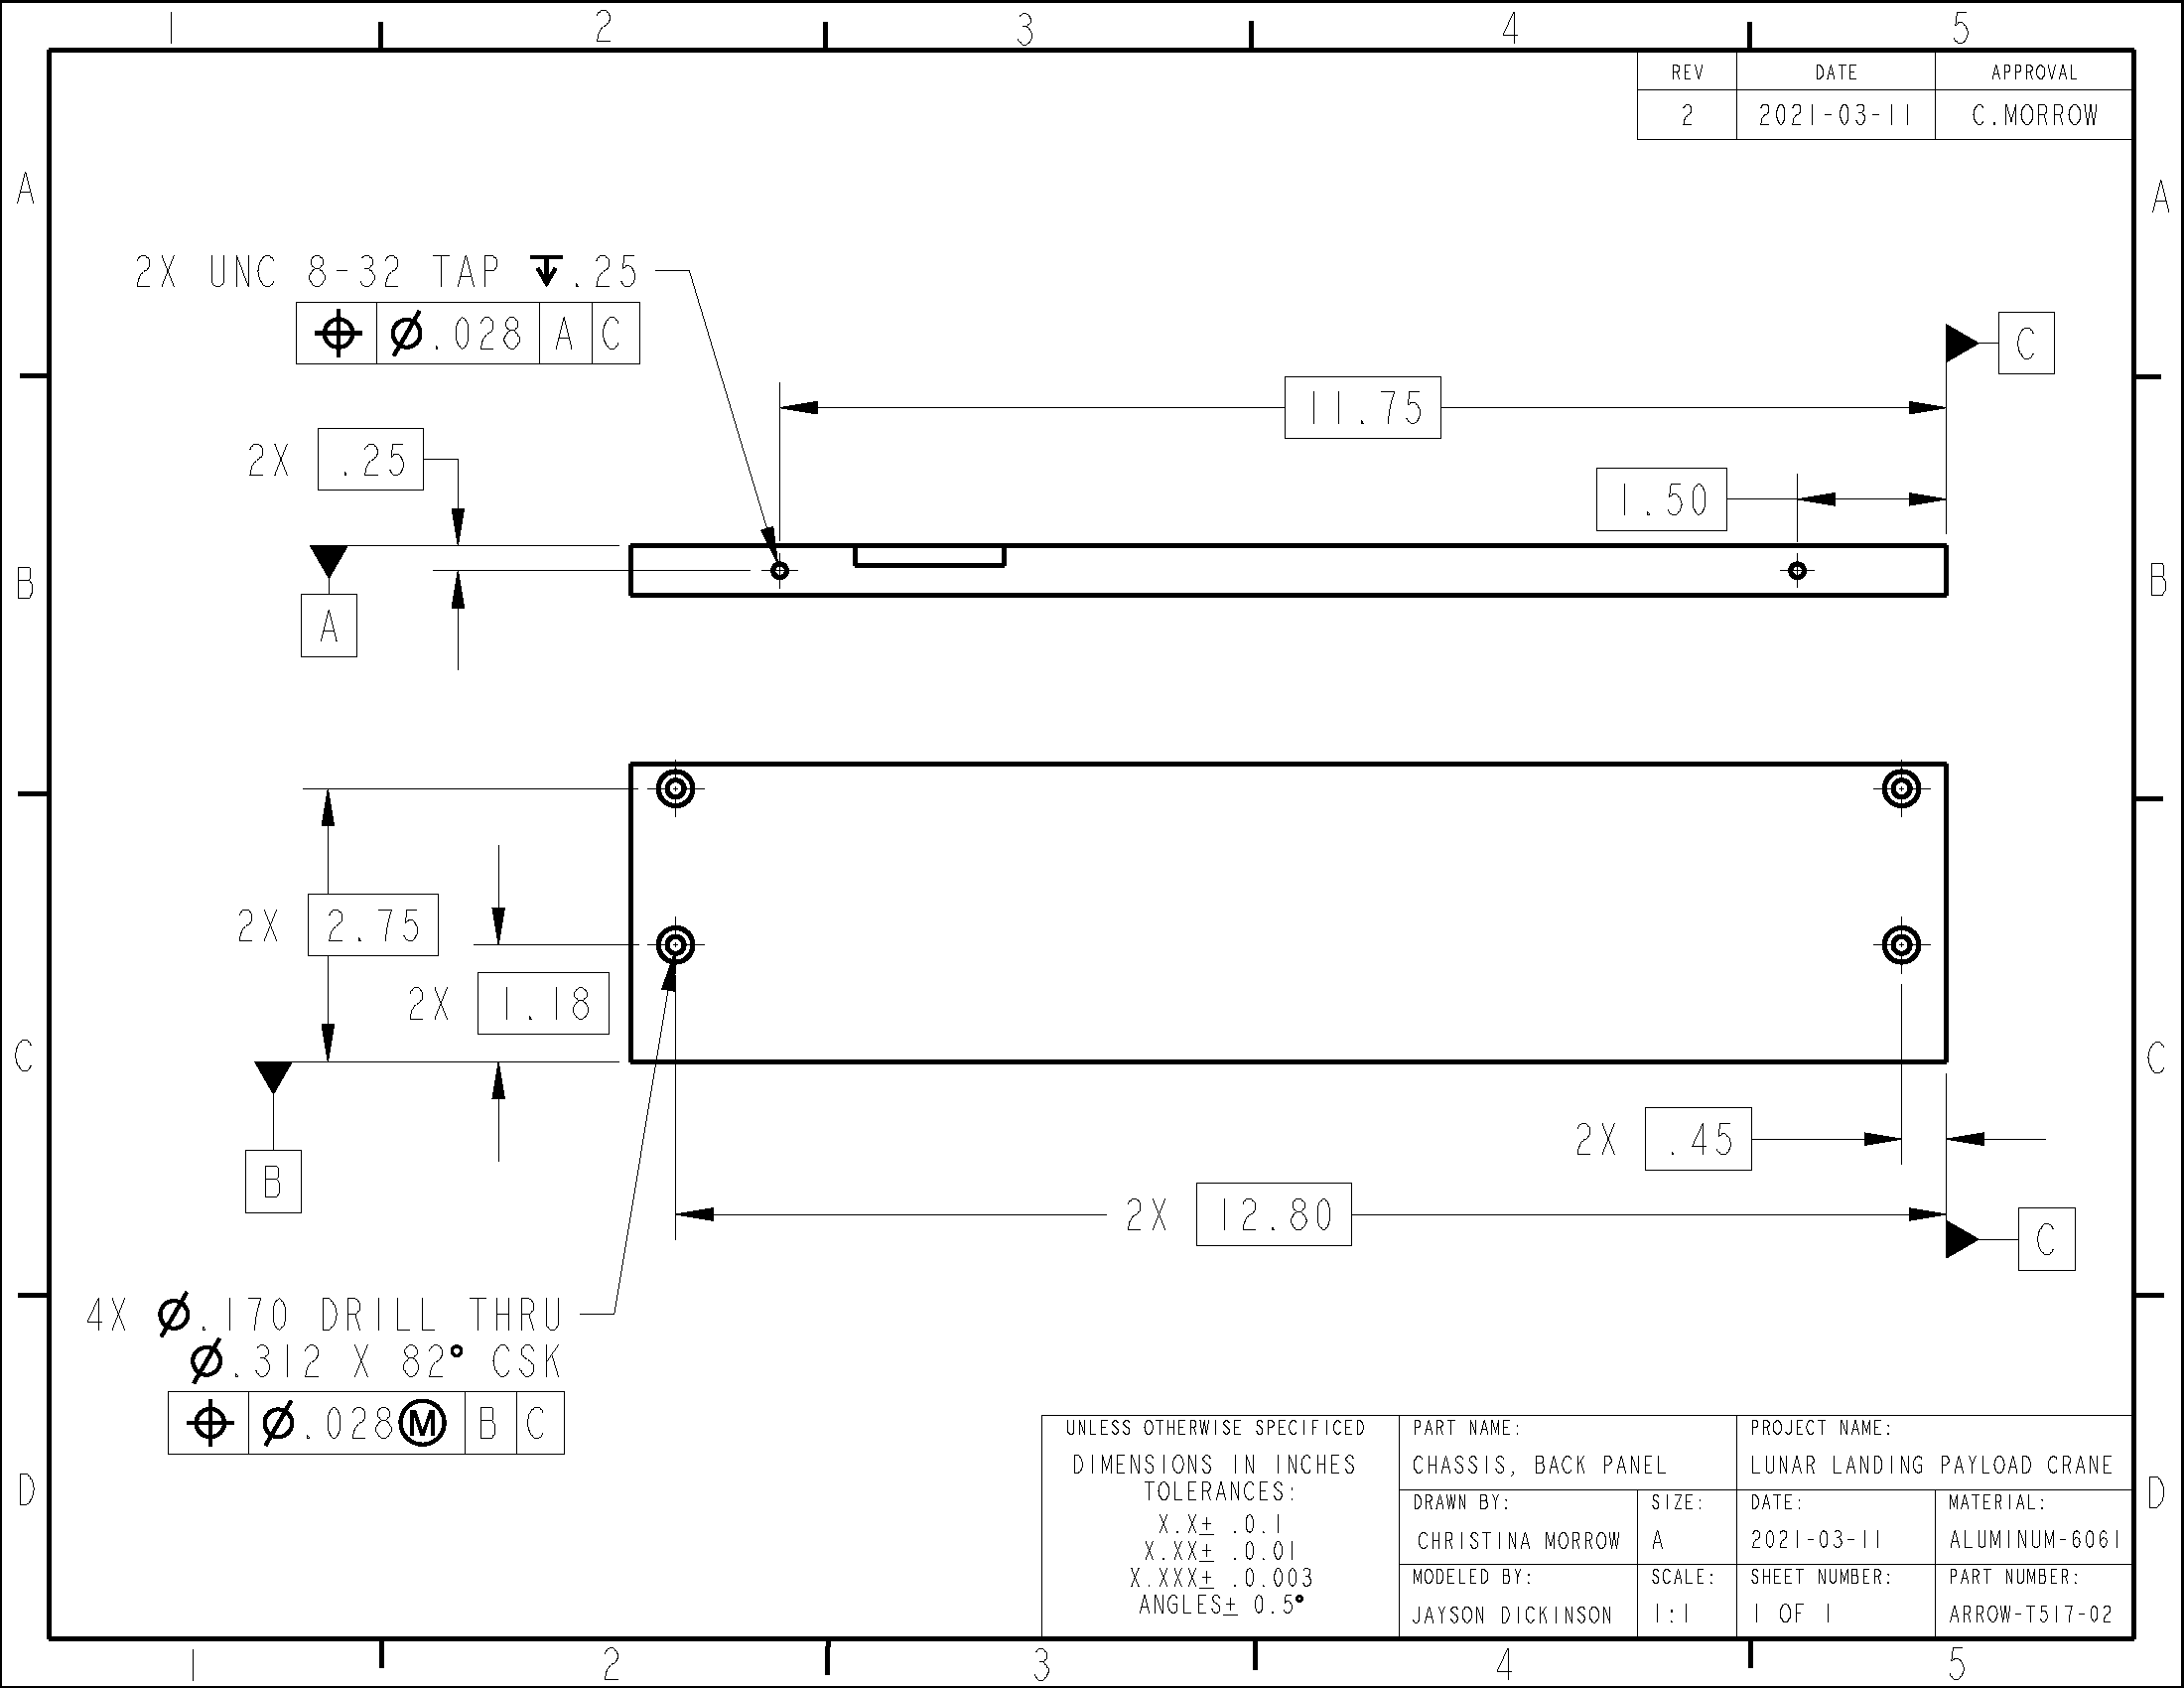 1 2 3 4 5
REV DATE APPROVAL
2 2021-03-11 C.MORROW
A A
2X UNC 8-32 TAP ↧.25
⌖ Ø.028 A C
C
11.75
2X .25
1.50
A
B B
2X 2.75
2X 1.18
C C
B
2X .45
2X 12.80
C
4X Ø.170 DRILL THRU
Ø.312 X 82° CSK
⌖ Ø.028Ⓜ B C
D D
UNLESS OTHERWISE SPECIFICED
DIMENSIONS IN INCHES
TOLERANCES:
X.X± .0.1
X.XX± .0.01
X.XXX± .0.003
ANGLES± 0.5°
PART NAME:
CHASSIS, BACK PANEL
PROJECT NAME:
LUNAR LANDING PAYLOAD CRANE
DRAWN BY:
CHRISTINA MORROW
SIZE:
A
DATE:
2021-03-11
MATERIAL:
ALUMINUM-6061
MODELED BY:
JAYSON DICKINSON
SCALE:
1:1
SHEET NUMBER:
1 OF 1
PART NUMBER:
ARROW-T517-02
1 2 3 4 5